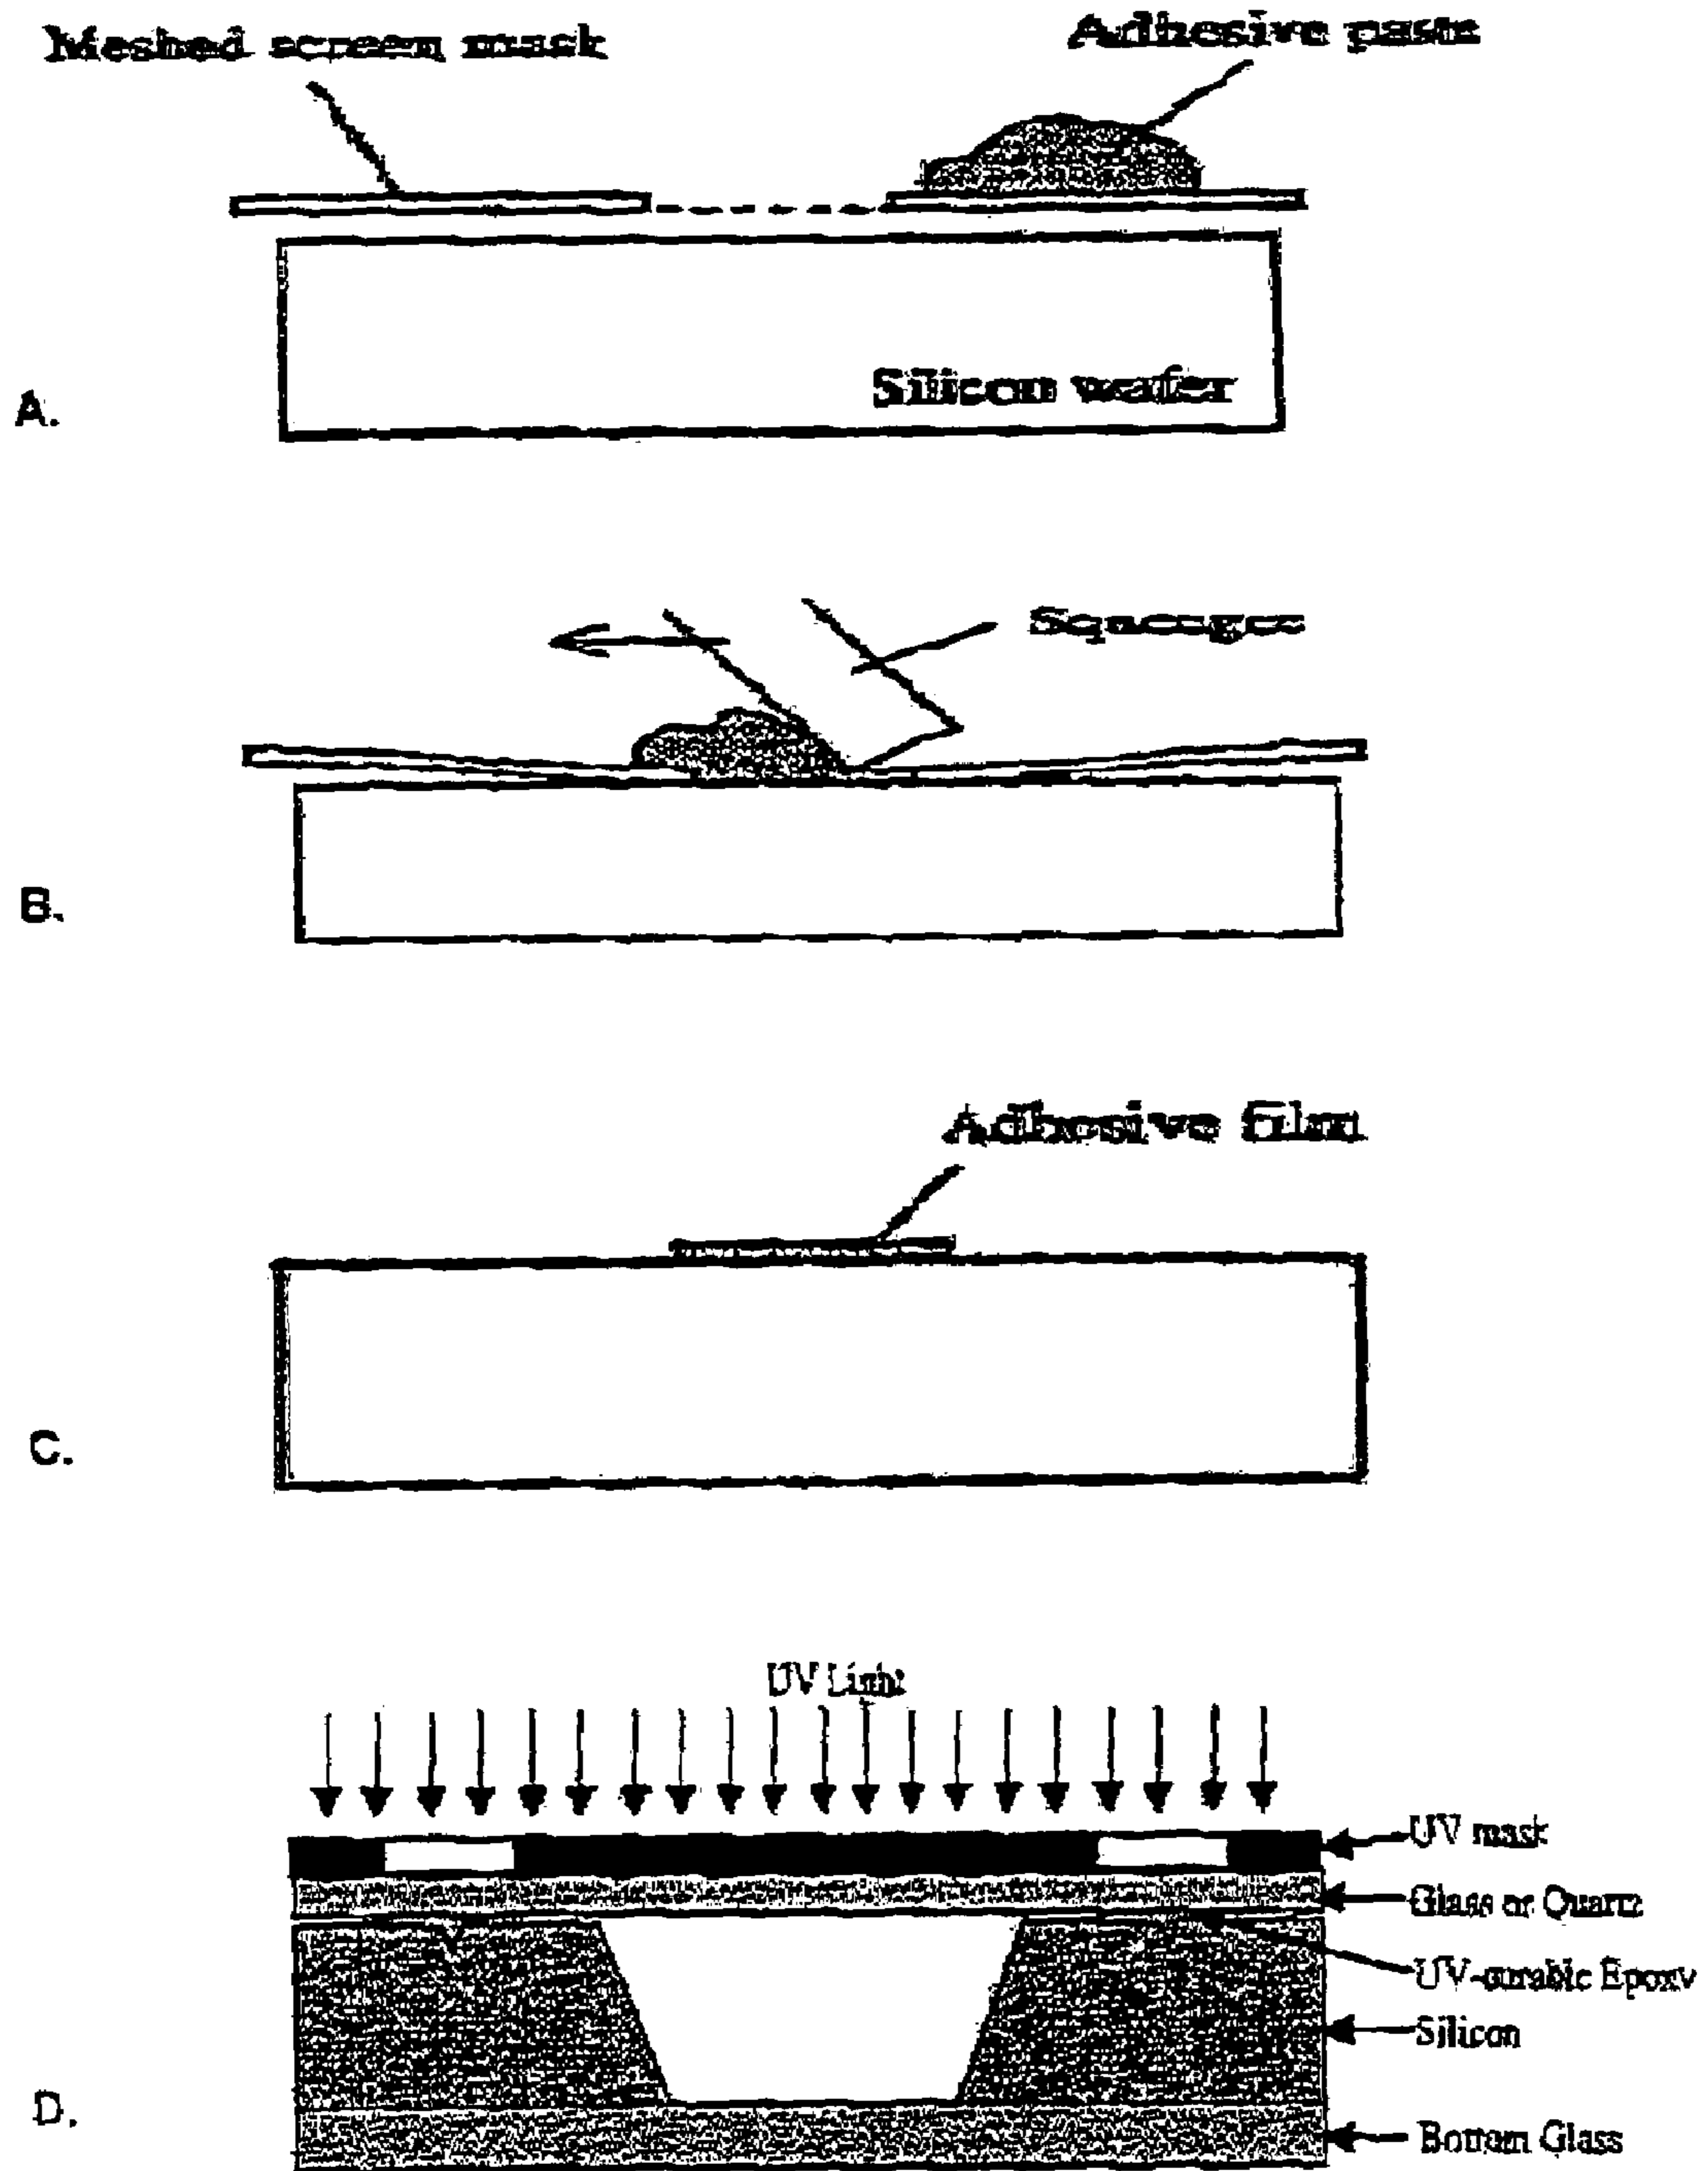 Meshed screen mask
Adhesive paste
Silicon wafer
A.
Squeegee
B.
Adhesive film
C.
UV Light
UV mask
Glass or Quartz
UV-curable Epoxy
Silicon
D.
Bottom Glass